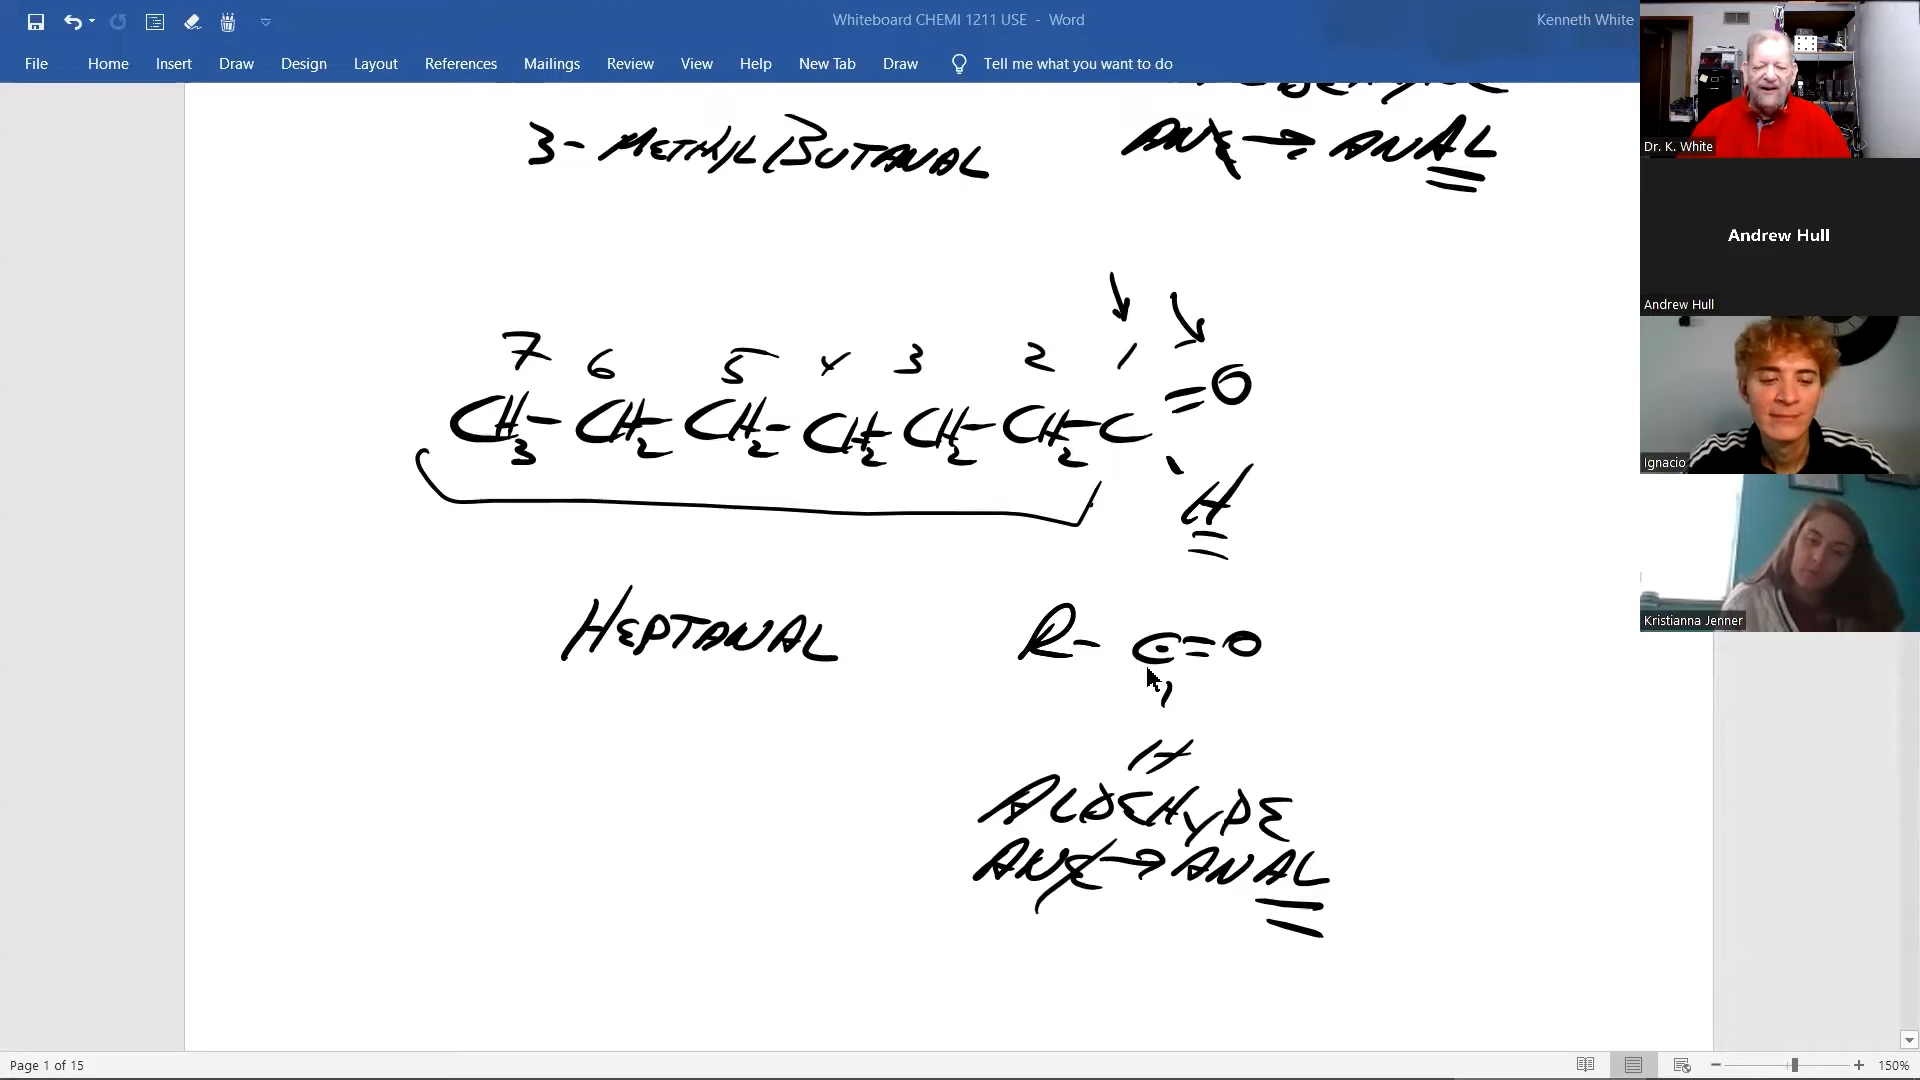 Whiteboard CHEMI 1211 USE - Word
Kenneth White
File Home Insert Draw Design Layout References Mailings Review View Help New Tab Draw Tell me what you want to do
3-METHYLBUTANAL
ANE → ANAL
7 6 5 4 3 2 1
CH3-CH2-CH2-CH2-CH2-CH2-C=O
H
HEPTANAL
R-C=O
H
ALDEHYDE
ANE → ANAL
Dr. K. White
Andrew Hull
Andrew Hull
Ignacio
Kristianna Jenner
Page 1 of 15
150%